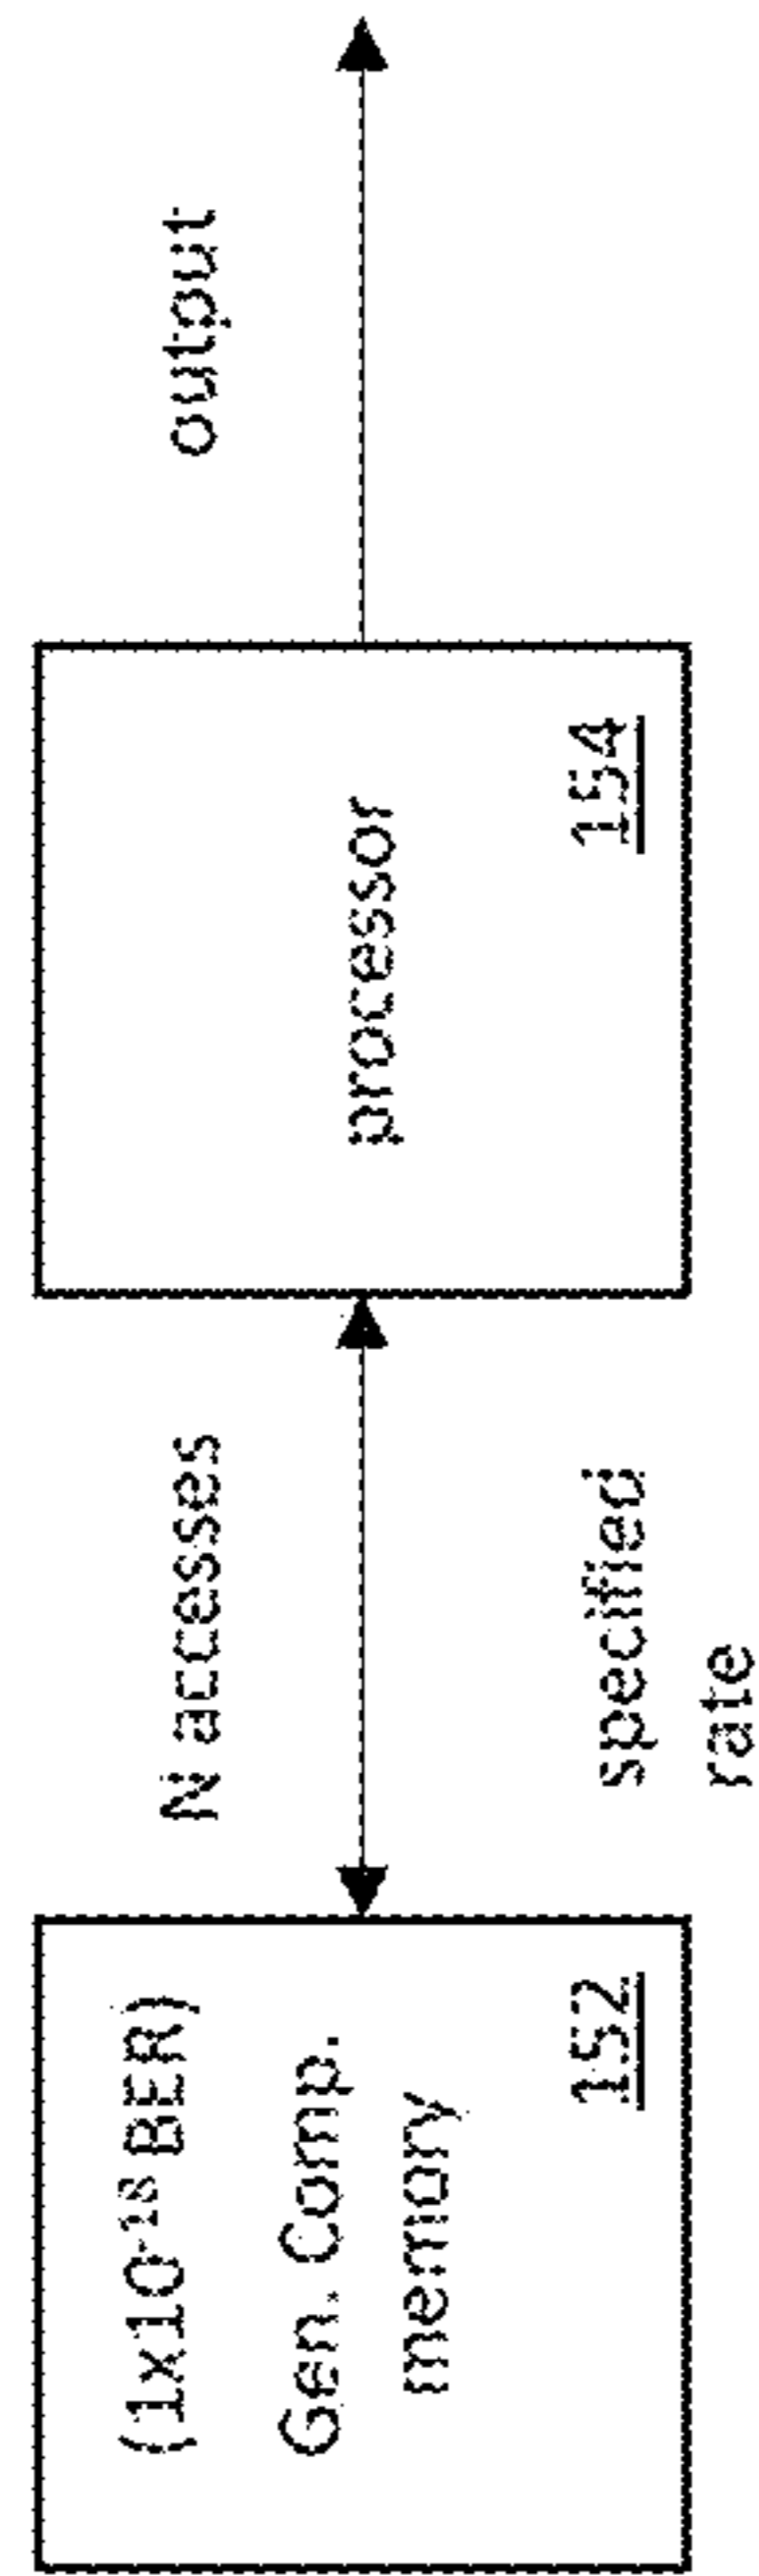 (1x10⁻¹⁸ BER)
Gen. Comp.
memory
152
N accesses
specified
rate
processor
154
output